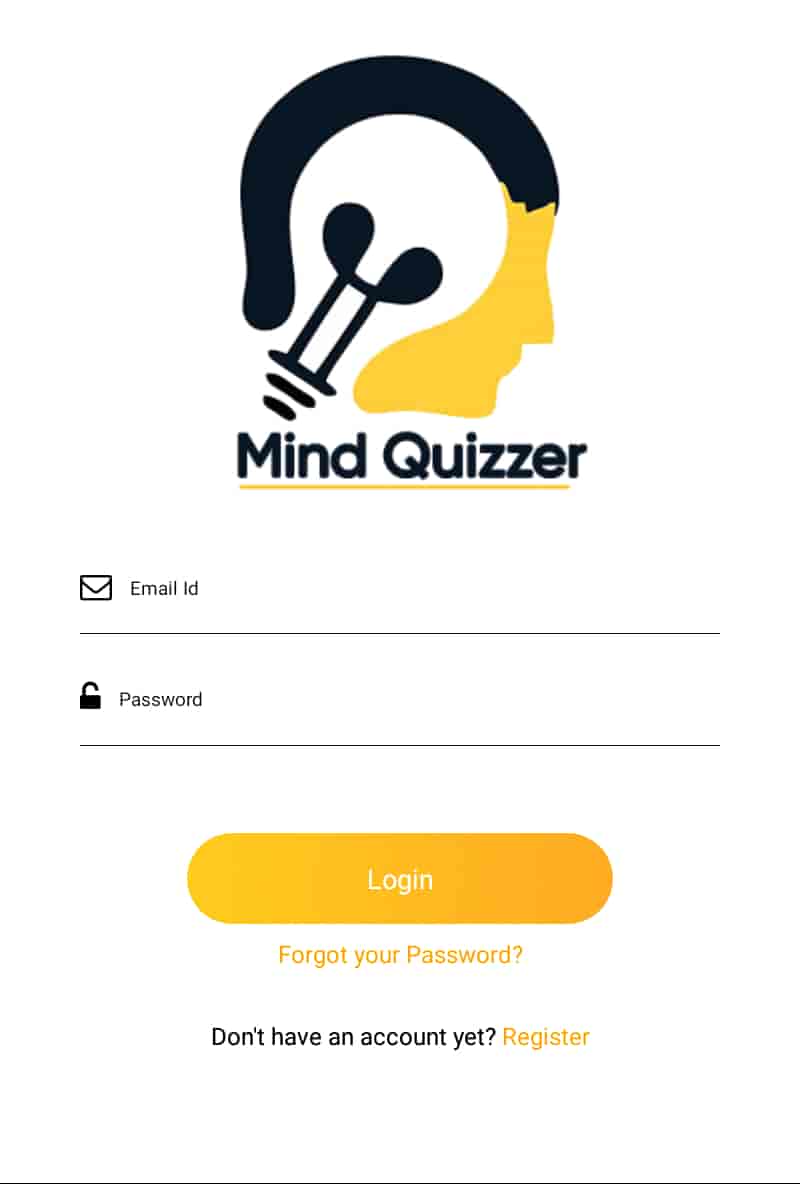 Mind Quizzer
Email Id
Password
Login
Forgot your Password?
Don't have an account yet? Register